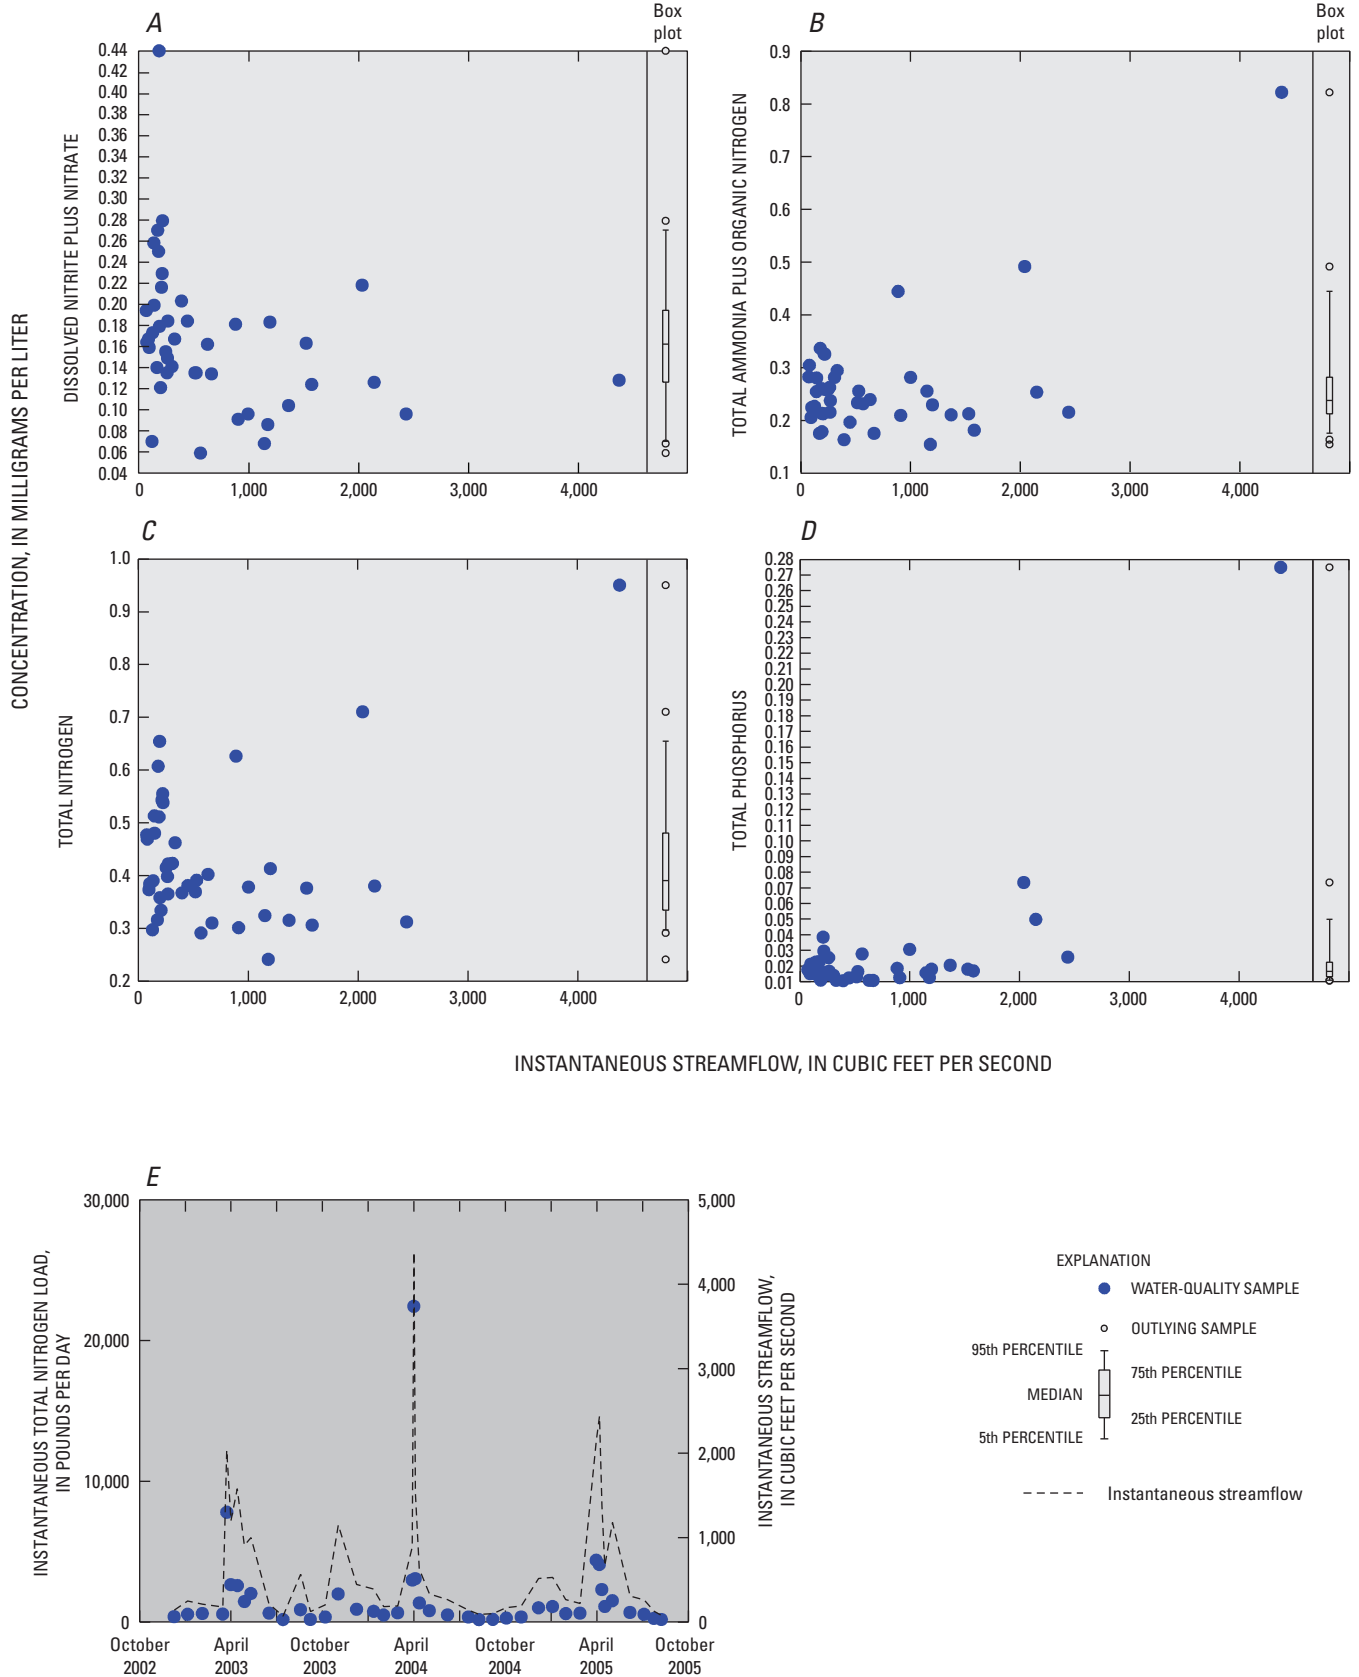 A
Box
plot
0.44
0.42
0.40
0.38
0.36
0.34
0.32
0.30
0.28
0.26
0.24
0.22
0.20
0.18
0.16
0.14
0.12
0.10
0.08
0.06
0.04
DISSOLVED NITRITE PLUS NITRATE
0
1,000
2,000
3,000
4,000
B
Box
plot
0.9
0.8
0.7
0.6
0.5
0.4
0.3
0.2
0.1
TOTAL AMMONIA PLUS ORGANIC NITROGEN
0
1,000
2,000
3,000
4,000
CONCENTRATION, IN MILLIGRAMS PER LITER
C
1.0
0.9
0.8
0.7
0.6
0.5
0.4
0.3
0.2
TOTAL NITROGEN
0
1,000
2,000
3,000
4,000
D
0.28
0.27
0.26
0.25
0.24
0.23
0.22
0.21
0.20
0.19
0.18
0.17
0.16
0.15
0.14
0.13
0.12
0.11
0.10
0.09
0.08
0.07
0.06
0.05
0.04
0.03
0.02
0.01
TOTAL PHOSPHORUS
0
1,000
2,000
3,000
4,000
INSTANTANEOUS STREAMFLOW, IN CUBIC FEET PER SECOND
E
30,000
20,000
10,000
0
INSTANTANEOUS TOTAL NITROGEN LOAD,
IN POUNDS PER DAY
5,000
4,000
3,000
2,000
1,000
0
INSTANTANEOUS STREAMFLOW,
IN CUBIC FEET PER SECOND
October
2002
April
2003
October
2003
April
2004
October
2004
April
2005
October
2005
EXPLANATION
WATER-QUALITY SAMPLE
OUTLYING SAMPLE
95th PERCENTILE
75th PERCENTILE
MEDIAN
25th PERCENTILE
5th PERCENTILE
Instantaneous streamflow